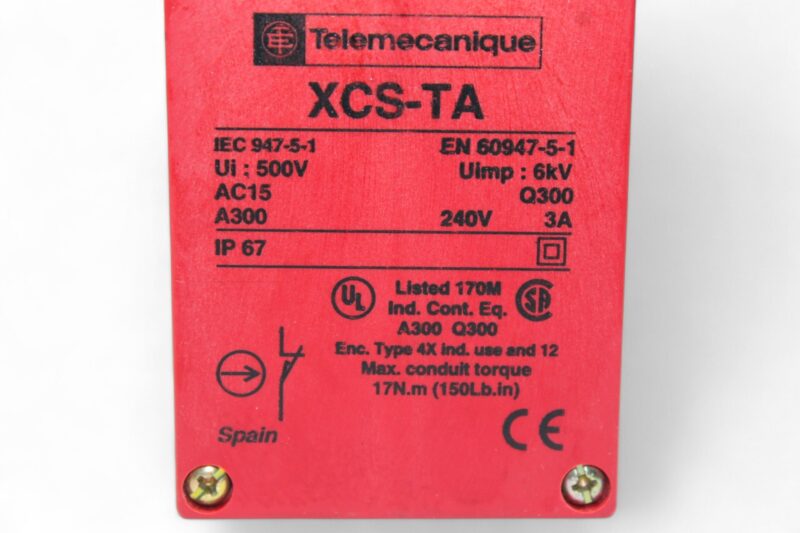 Telemecanique
XCS-TA
IEC 947-5-1 EN 60947-5-1
Ui : 500V Uimp : 6kV
AC15 Q300
A300 240V 3A
IP 67
UL Listed 170M SA
Ind. Cont. Eq.
A300 Q300
Enc. Type 4X ind. use and 12
Max. conduit torque
17N.m (150Lb.in)
Spain CE